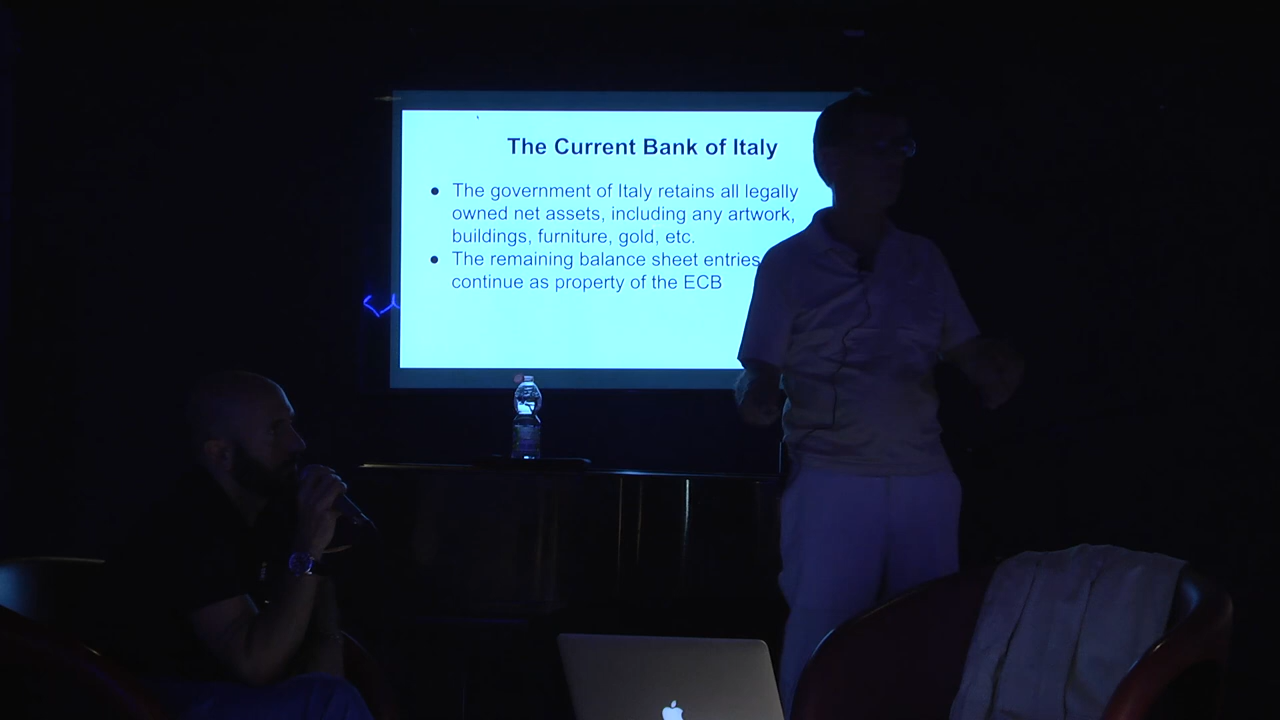 The Current Bank of Italy
● The government of Italy retains all legally
owned net assets, including any artwork,
buildings, furniture, gold, etc.
● The remaining balance sheet entries
continue as property of the ECB